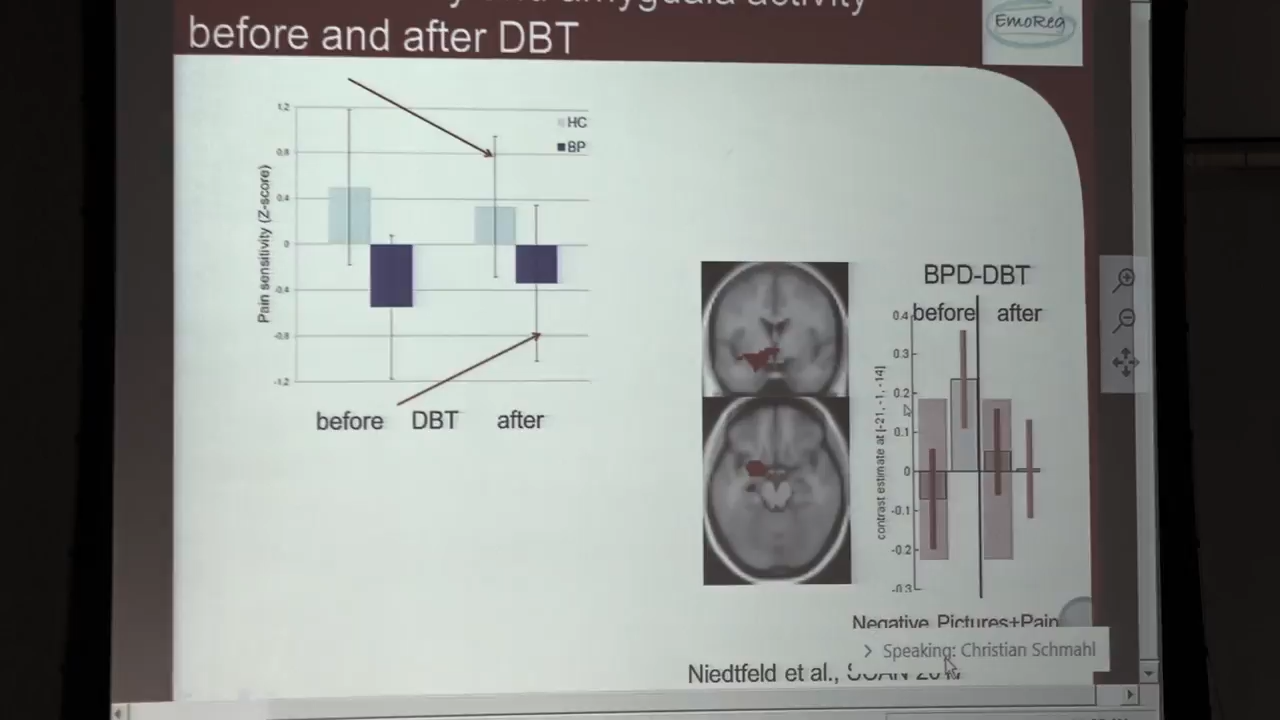 amygdala activity
before and after DBT
EmoReg
1,2
0,8
0,4
0
-0,4
-0,8
-1,2
Pain sensitivity (Z-score)
HC
BP
before DBT after
BPD-DBT
before after
0.4
0.3
0.2
0.1
0
-0.1
-0.2
-0.3
contrast estimate at [-21, -1, -14]
Negative Pictures+Pain
> Speaking: Christian Schmahl
Niedtfeld et al.,